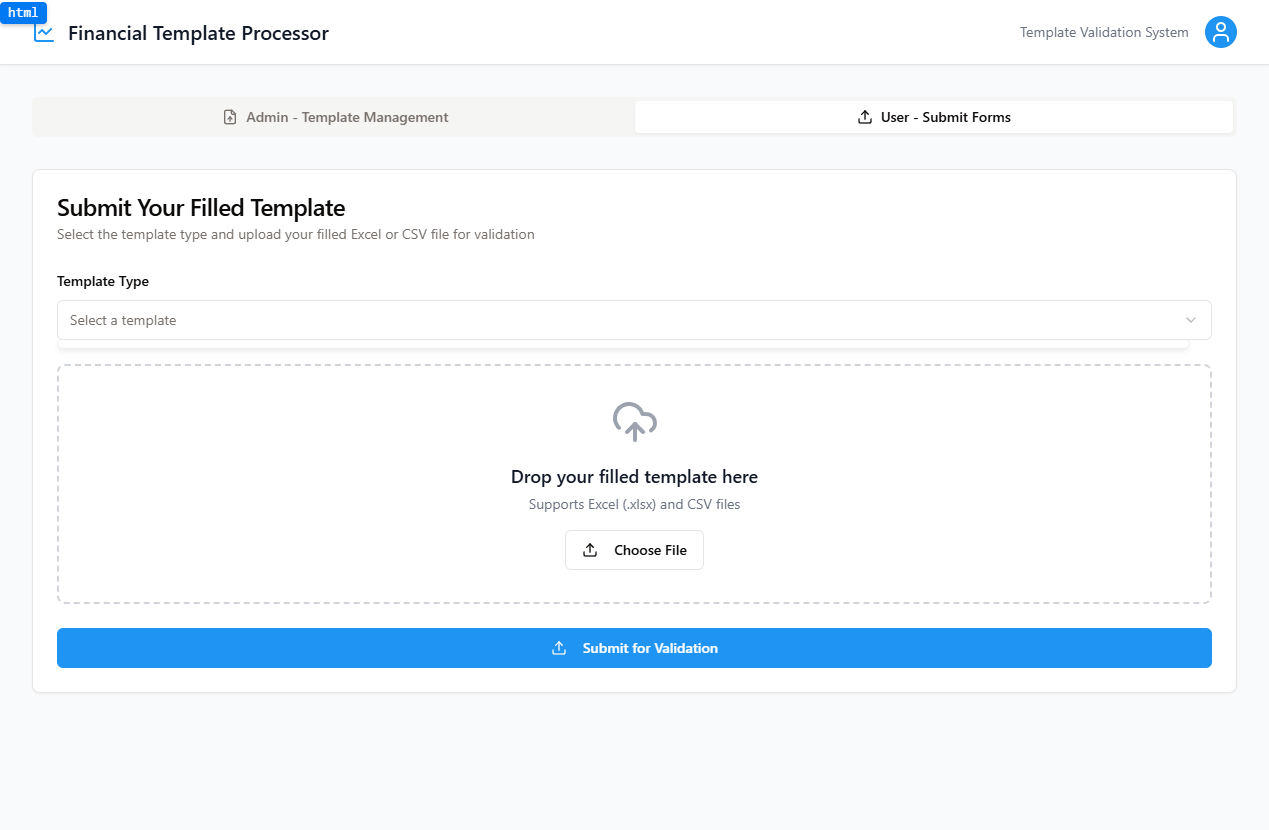 html
Financial Template Processor
Template Validation System
Admin - Template Management
User - Submit Forms
Submit Your Filled Template
Select the template type and upload your filled Excel or CSV file for validation
Template Type
Select a template
Drop your filled template here
Supports Excel (.xlsx) and CSV files
Choose File
Submit for Validation